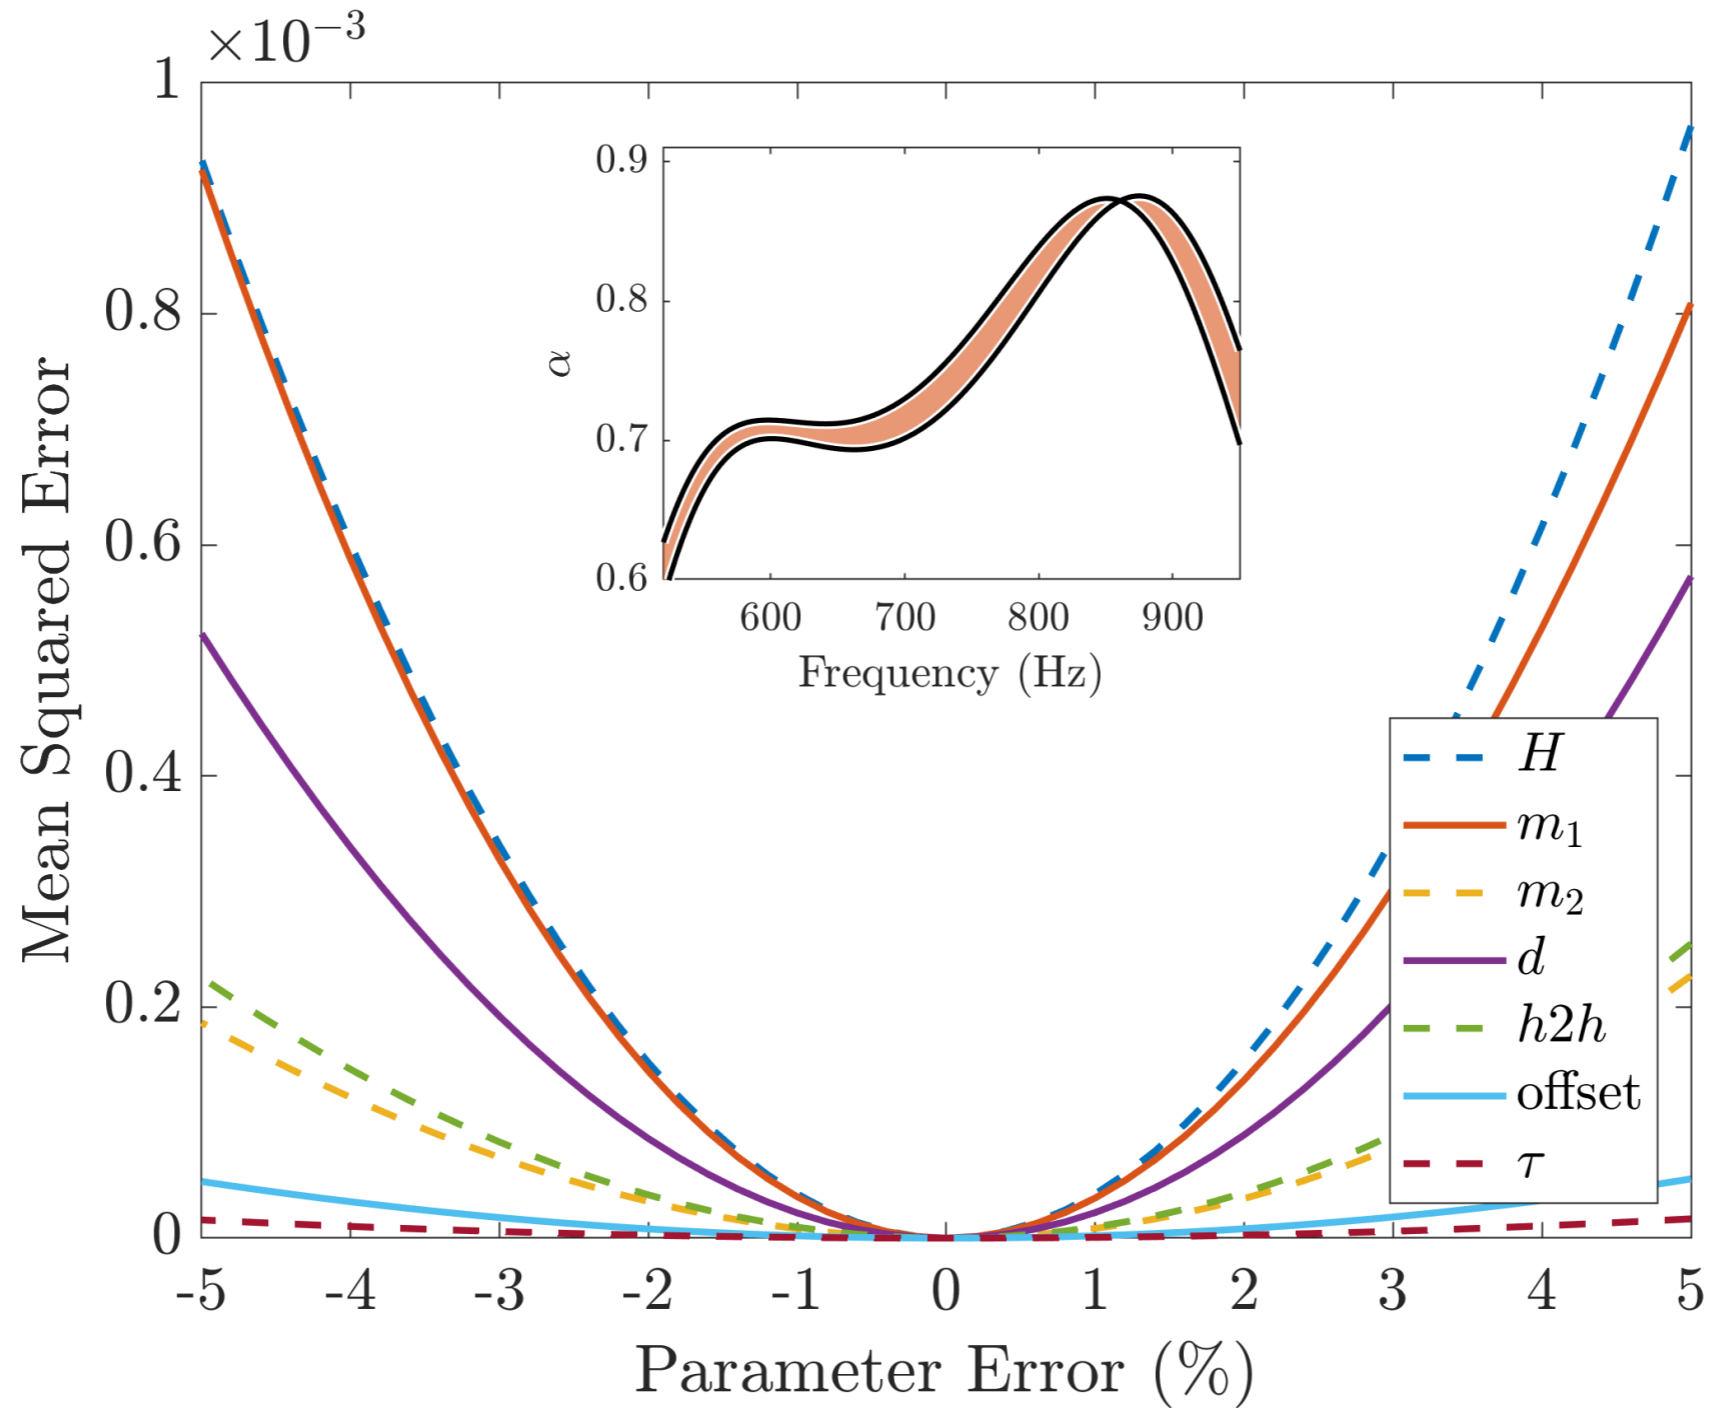 ×10⁻³
1
0.8
0.6
0.4
0.2
0
Mean Squared Error
-5 -4 -3 -2 -1 0 1 2 3 4 5
Parameter Error (%)
0.9
0.8
0.7
0.6
α
600 700 800 900
Frequency (Hz)
H
m₁
m₂
d
h2h
offset
τ